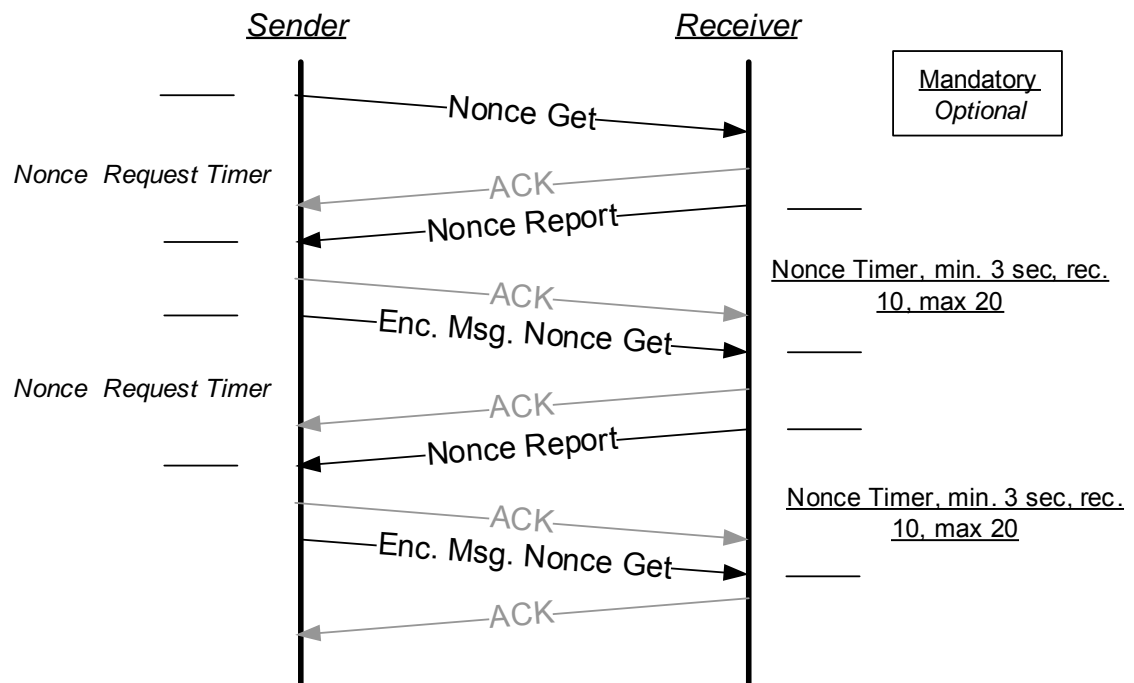 Sender
Receiver
Mandatory
Optional
Nonce Get
Nonce Request Timer
ACK
Nonce Report
Nonce Timer, min. 3 sec, rec.
10, max 20
ACK
Enc. Msg. Nonce Get
Nonce Request Timer
ACK
Nonce Report
Nonce Timer, min. 3 sec, rec.
10, max 20
ACK
Enc. Msg. Nonce Get
ACK